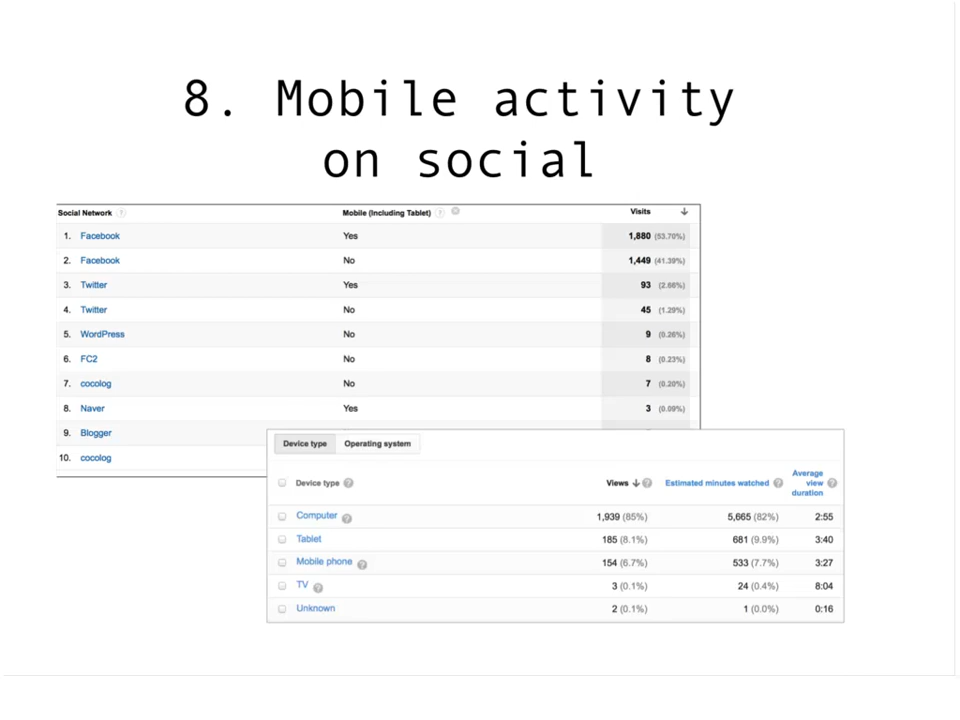 8. Mobile activity
on social
Social Network ? Mobile (Including Tablet) ? Visits ↓
1. Facebook Yes 1,880 (53.70%)
2. Facebook No 1,449 (41.39%)
3. Twitter Yes 93 (2.66%)
4. Twitter No 45 (1.29%)
5. WordPress No 9 (0.26%)
6. FC2 No 8 (0.23%)
7. cocolog No 7 (0.20%)
8. Naver Yes 3 (0.09%)
9. Blogger
10. cocolog
Device type Operating system
Device type ? Views ↓ ? Estimated minutes watched ? Average view duration ?
Computer ? 1,939 (85%) 5,665 (82%) 2:55
Tablet 185 (8.1%) 681 (9.9%) 3:40
Mobile phone ? 154 (6.7%) 533 (7.7%) 3:27
TV ? 3 (0.1%) 24 (0.4%) 8:04
Unknown 2 (0.1%) 1 (0.0%) 0:16